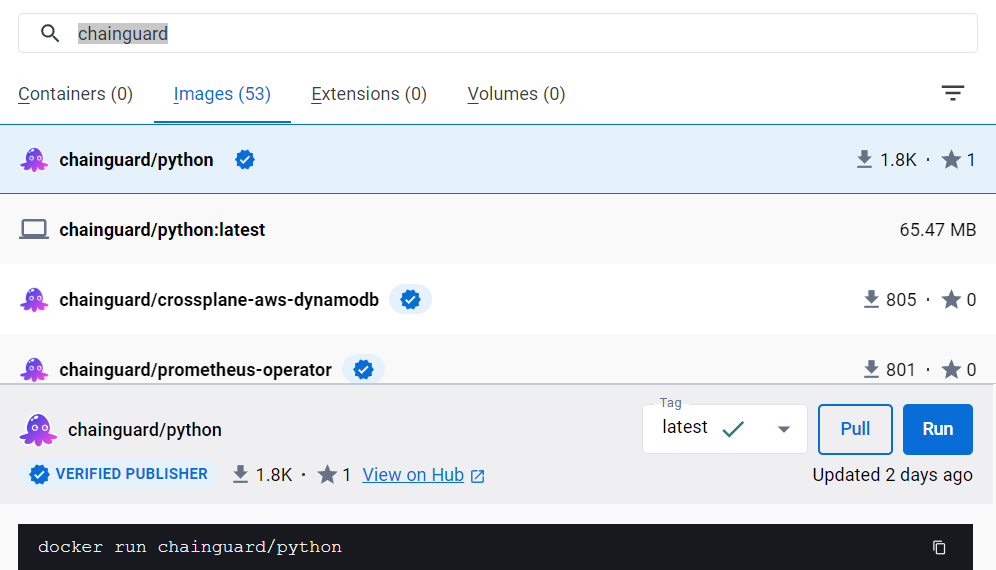 chainguard
Containers (0) Images (53) Extensions (0) Volumes (0)
chainguard/python 1.8K · 1
chainguard/python:latest 65.47 MB
chainguard/crossplane-aws-dynamodb 805 · 0
chainguard/prometheus-operator 801 · 0
Tag
chainguard/python latest Pull Run
VERIFIED PUBLISHER 1.8K · 1 View on Hub Updated 2 days ago
docker run chainguard/python